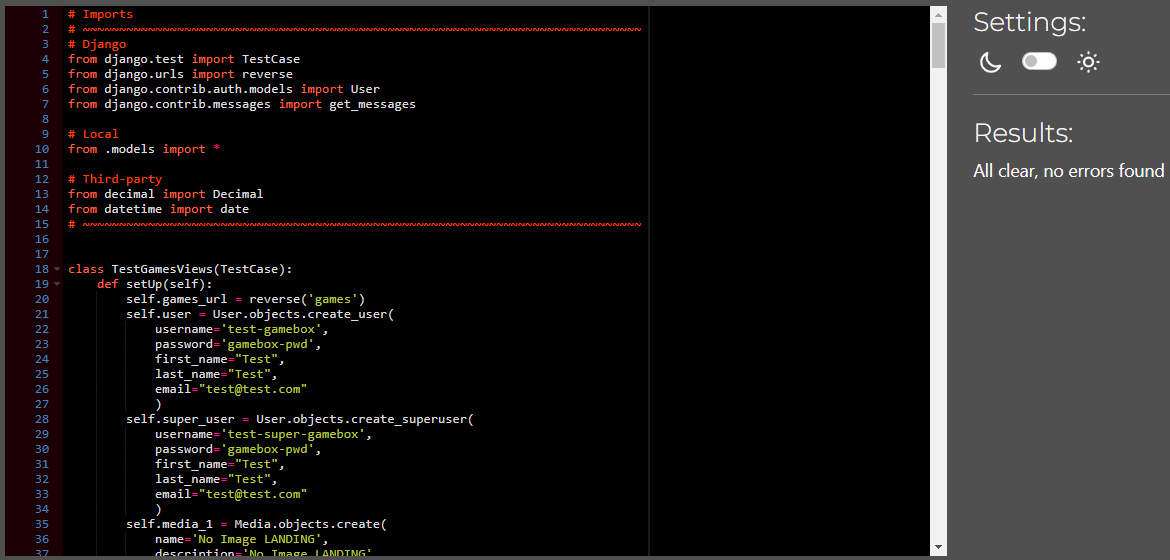 1 # Imports
2 # ~~~~~~~~~~~~~~~~~~~~~~~~~~~~~~~~~~~~~~~~~~~~~~~~~~~~~~~~~~~~~~~~~~~~~~~~~~~~~
3 # Django
4 from django.test import TestCase
5 from django.urls import reverse
6 from django.contrib.auth.models import User
7 from django.contrib.messages import get_messages
8
9 # Local
10 from .models import *
11
12 # Third-party
13 from decimal import Decimal
14 from datetime import date
15 # ~~~~~~~~~~~~~~~~~~~~~~~~~~~~~~~~~~~~~~~~~~~~~~~~~~~~~~~~~~~~~~~~~~~~~~~~~~~~~
16
17
18 class TestGamesViews(TestCase):
19     def setUp(self):
20         self.games_url = reverse('games')
21         self.user = User.objects.create_user(
22             username='test-gamebox',
23             password='gamebox-pwd',
24             first_name="Test",
25             last_name="Test",
26             email="test@test.com"
27             )
28         self.super_user = User.objects.create_superuser(
29             username='test-super-gamebox',
30             password='gamebox-pwd',
31             first_name="Test",
32             last_name="Test",
33             email="test@test.com"
34             )
35         self.media_1 = Media.objects.create(
36             name='No Image LANDING',
37             description='No Image LANDING'
Settings:
Results:
All clear, no errors found